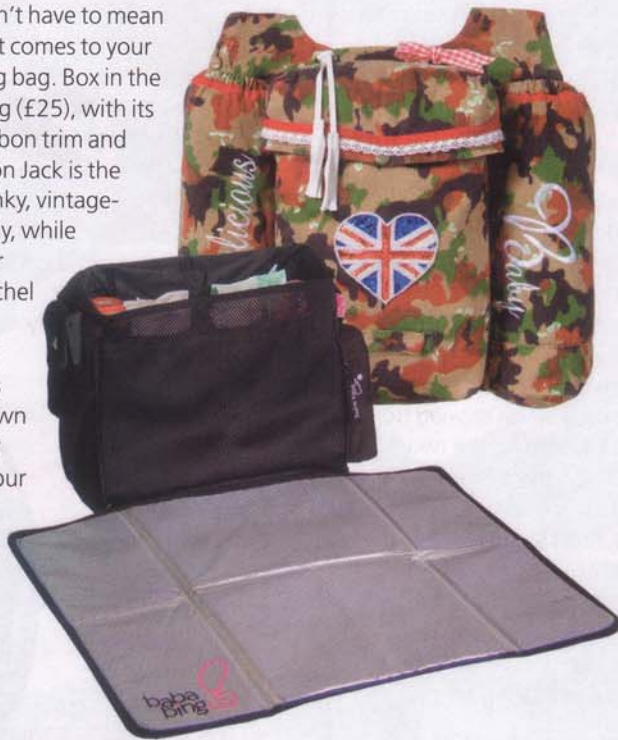 n't have to mean
t comes to your
g bag. Box in the
g (£25), with its
bon trim and
on Jack is the
nky, vintage-
y, while
r
chel
wn
our
licious
Baby
baba
bing